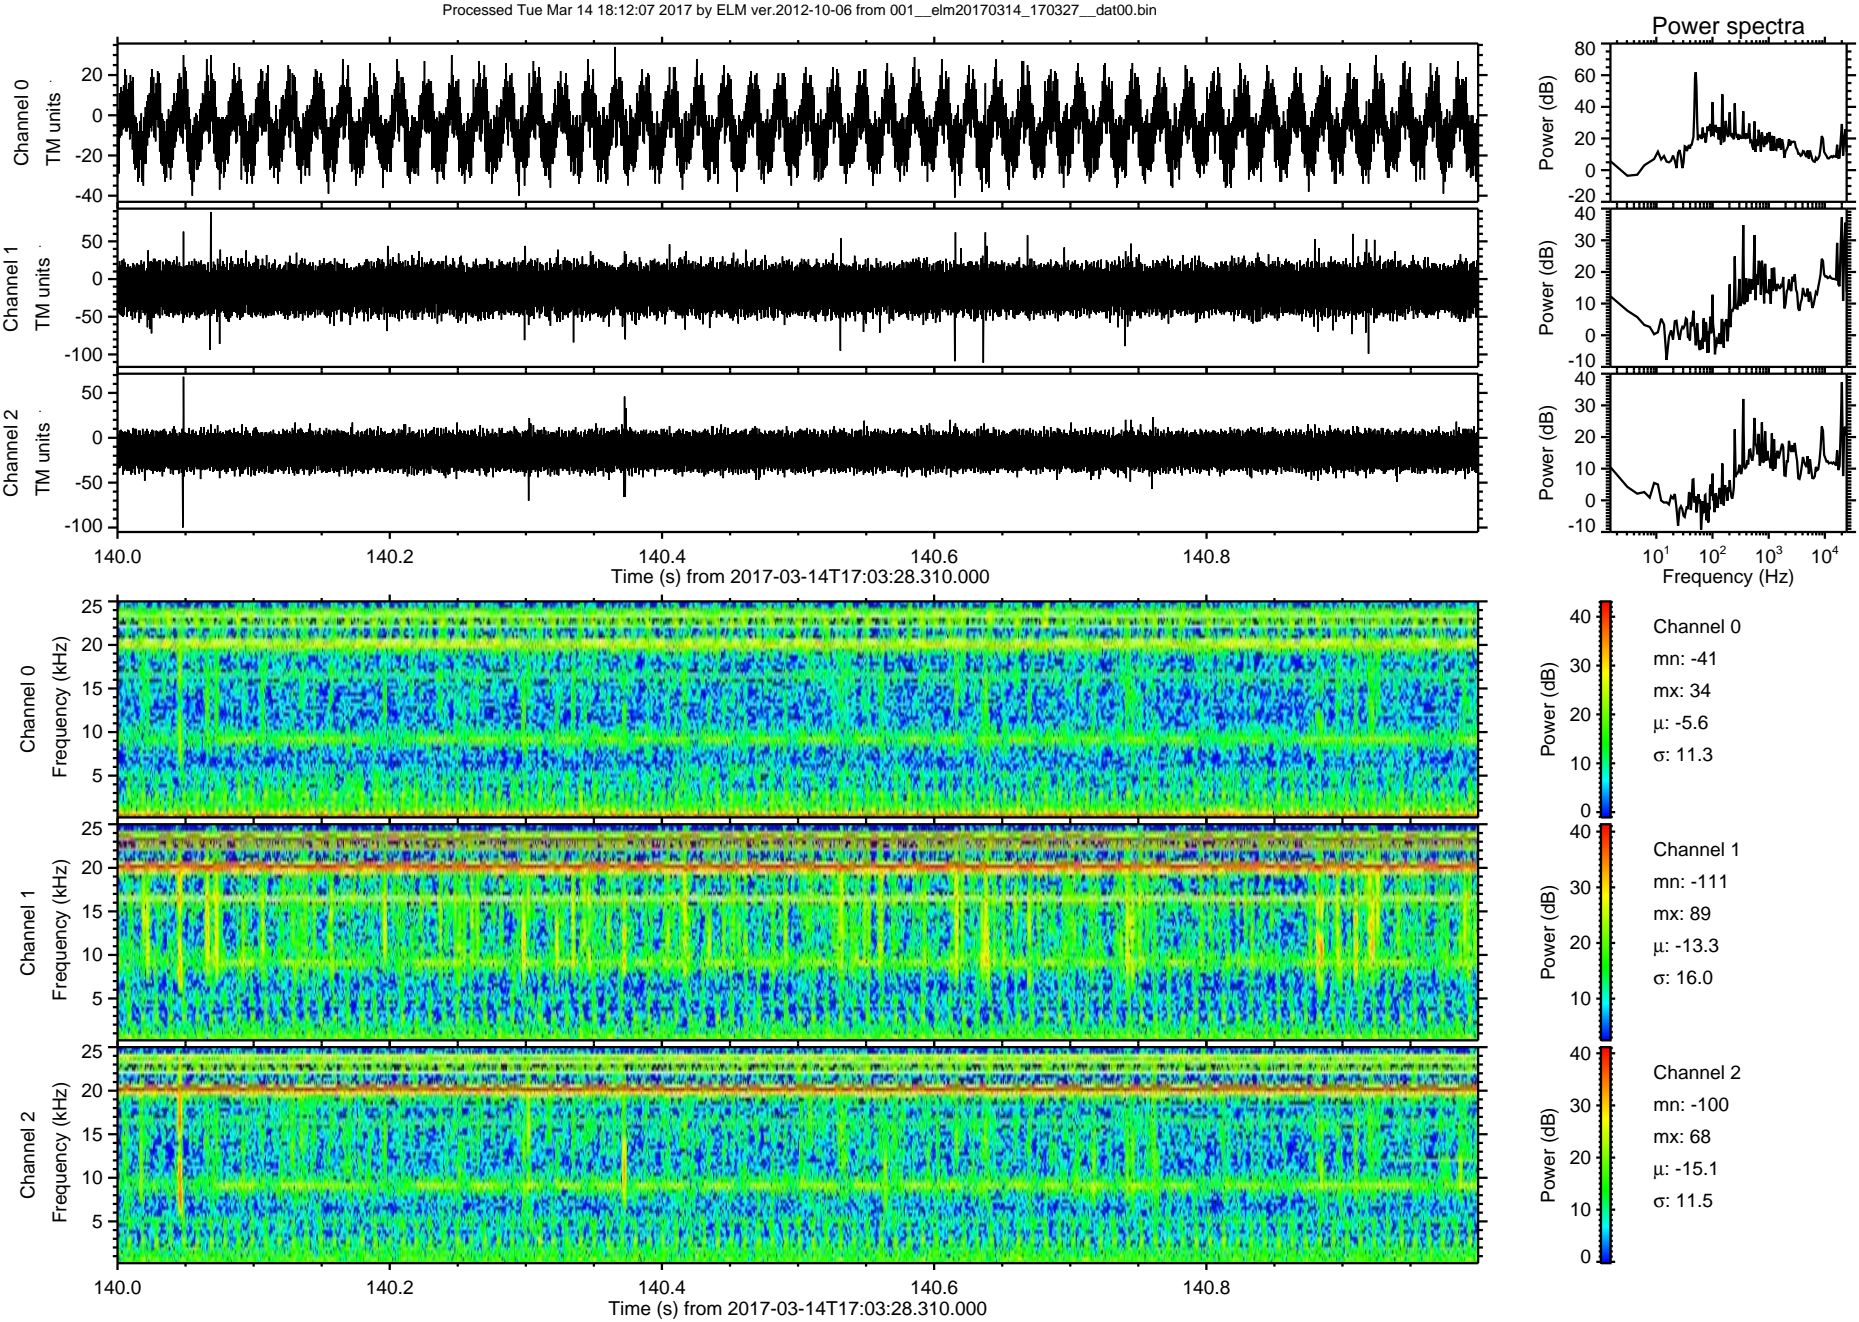 Processed Tue Mar 14 18:12:07 2017 by ELM ver.2012-10-06 from 001__elm20170314_170327__dat00.bin
Power spectra
Channel 0
TM units
20
0
-20
-40
Power (dB)
80
60
40
20
0
-20
Channel 1
TM units
50
0
-50
-100
Power (dB)
40
30
20
10
0
-10
Channel 2
TM units
50
0
-50
-100
Power (dB)
40
30
20
10
0
-10
140.0 140.2 140.4 140.6 140.8
Time (s) from 2017-03-14T17:03:28.310.000
10¹ 10² 10³ 10⁴
Frequency (Hz)
Channel 0
Frequency (kHz)
25
20
15
10
5
Power (dB)
40
30
20
10
0
Channel 0
mn: -41
mx: 34
μ: -5.6
σ: 11.3
Channel 1
Frequency (kHz)
25
20
15
10
5
Power (dB)
40
30
20
10
Channel 1
mn: -111
mx: 89
μ: -13.3
σ: 16.0
Channel 2
Frequency (kHz)
25
20
15
10
5
Power (dB)
40
30
20
10
0
Channel 2
mn: -100
mx: 68
μ: -15.1
σ: 11.5
140.0 140.2 140.4 140.6 140.8
Time (s) from 2017-03-14T17:03:28.310.000